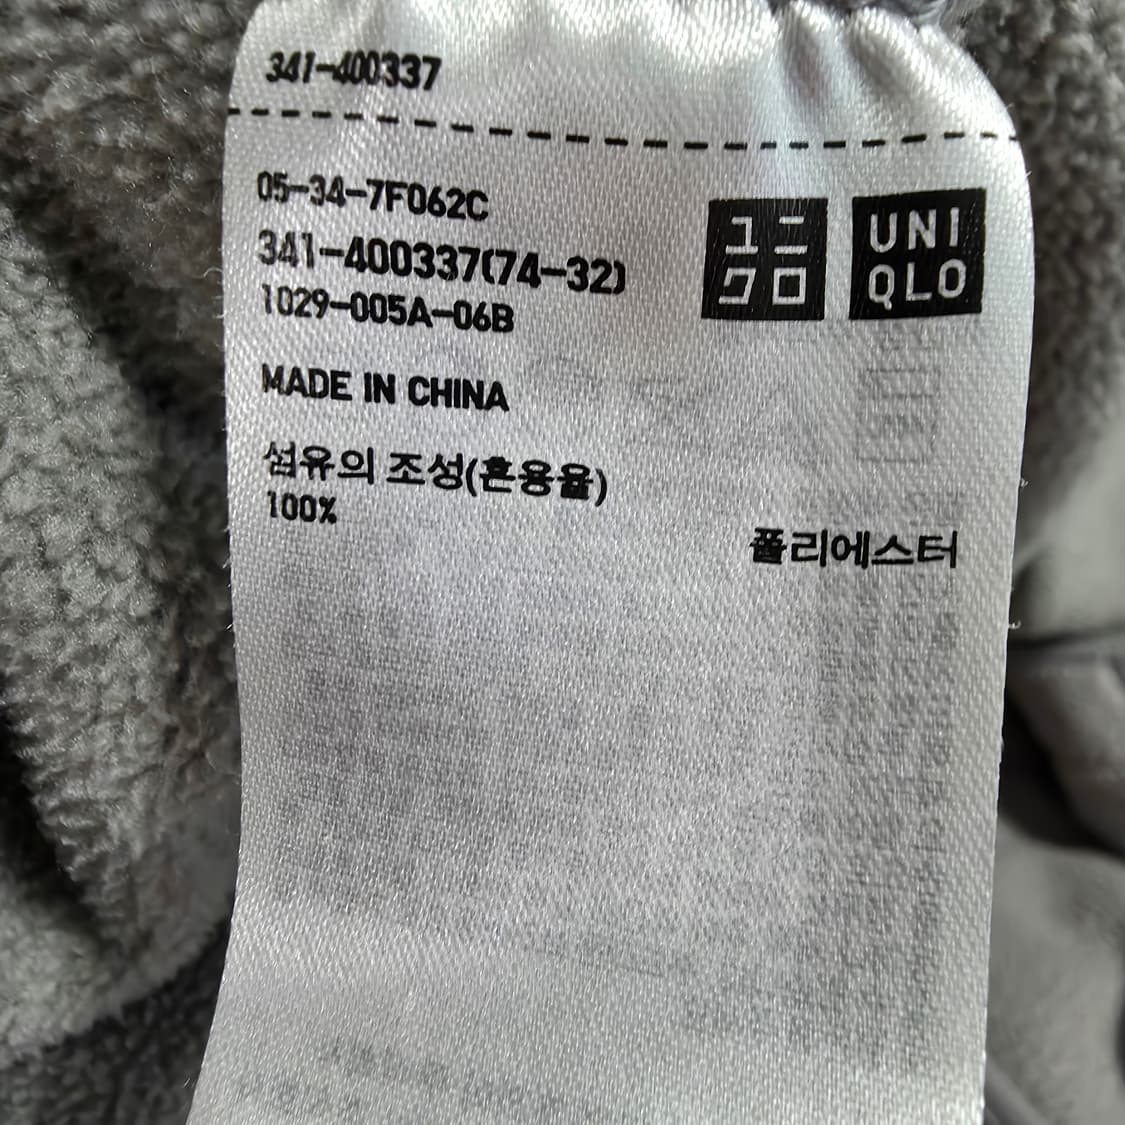 341-400337
05-34-7F062C
341-400337(74-32)
1029-005A-06B
ユニ
クロ
UNI
QLO
MADE IN CHINA
섬유의 조성(혼용율)
100%
폴리에스터